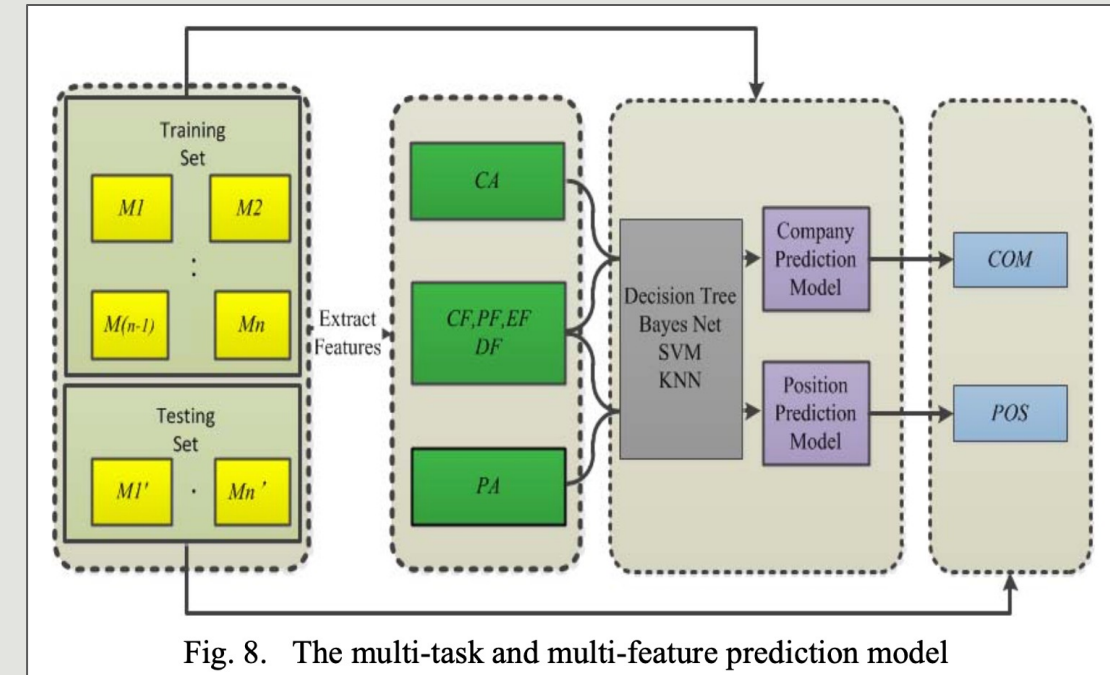 Training
Set
M1
M2
:
M(n-1)
Mn
Testing
Set
M1'
.
Mn’
Extract
Features
CA
CF,PF,EF
DF
PA
Decision Tree
Bayes Net
SVM
KNN
Company
Prediction
Model
Position
Prediction
Model
COM
POS
Fig. 8. The multi-task and multi-feature prediction model